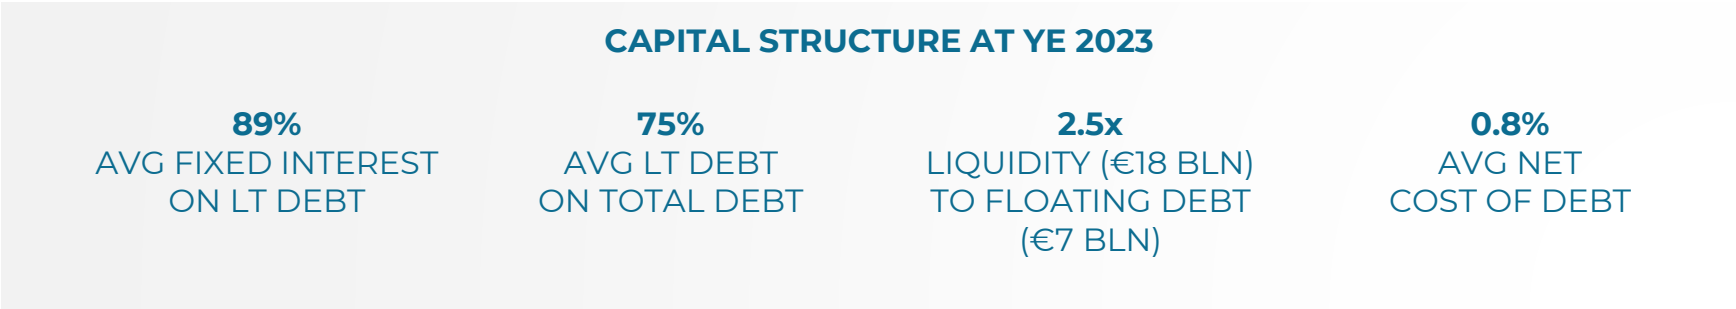 CAPITAL STRUCTURE AT YE 2023
89%
AVG FIXED INTEREST
ON LT DEBT
75%
AVG LT DEBT
ON TOTAL DEBT
2.5x
LIQUIDITY (€18 BLN)
TO FLOATING DEBT
(€7 BLN)
0.8%
AVG NET
COST OF DEBT